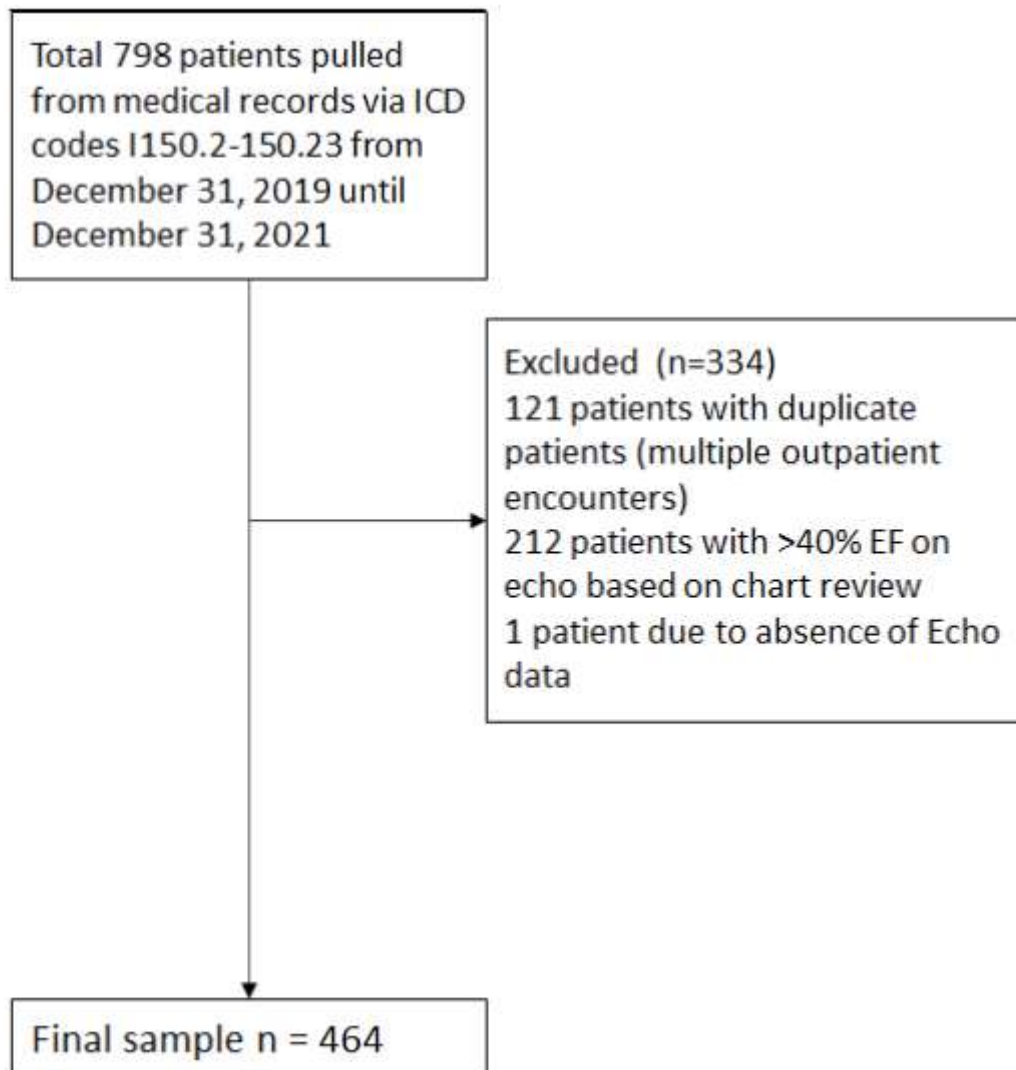 Total 798 patients pulled
from medical records via ICD
codes I150.2-150.23 from
December 31, 2019 until
December 31, 2021
Excluded (n=334)
121 patients with duplicate
patients (multiple outpatient
encounters)
212 patients with >40% EF on
echo based on chart review
1 patient due to absence of Echo
data
Final sample n = 464